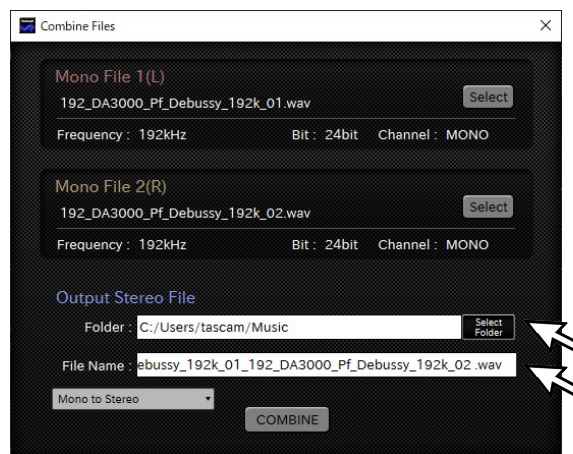 Combine Files
Mono File 1(L)
192_DA3000_Pf_Debussy_192k_01.wav
Select
Frequency : 192kHz Bit : 24bit Channel : MONO
Mono File 2(R)
192_DA3000_Pf_Debussy_192k_02.wav
Select
Frequency : 192kHz Bit : 24bit Channel : MONO
Output Stereo File
Folder : C:/Users/tascam/Music
Select
Folder
File Name : ebussy_192k_01_192_DA3000_Pf_Debussy_192k_02 .wav
Mono to Stereo
COMBINE